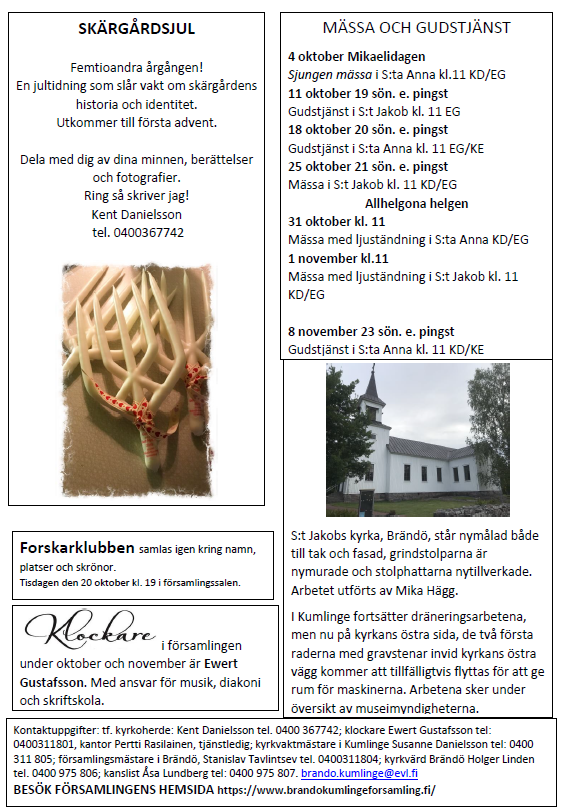 SKÄRGÅRDSJUL
Femtioandra årgången!
En jultidning som slår vakt om skärgårdens
historia och identitet.
Utkommer till första advent.
Dela med dig av dina minnen, berättelser
och fotografier.
Ring så skriver jag!
Kent Danielsson
tel. 0400367742
Forskarklubben samlas igen kring namn,
platser och skrönor.
Tisdagen den 20 oktober kl. 19 i församlingssalen.
Klockare i församlingen
under oktober och november är Ewert
Gustafsson. Med ansvar för musik, diakoni
och skriftskola.
MÄSSA OCH GUDSTJÄNST
4 oktober Mikaelidagen
Sjungen mässa i S:ta Anna kl.11 KD/EG
11 oktober 19 sön. e. pingst
Gudstjänst i S:t Jakob kl. 11 EG
18 oktober 20 sön. e. pingst
Gudstjänst i S:ta Anna kl. 11 EG/KE
25 oktober 21 sön. e. pingst
Mässa i S:t Jakob kl. 11 KD/EG
Allhelgona helgen
31 oktober kl. 11
Mässa med ljuständning i S:ta Anna KD/EG
1 november kl.11
Mässa med ljuständning i S:t Jakob kl. 11
KD/EG
8 november 23 sön. e. pingst
Gudstjänst i S:ta Anna kl. 11 KD/KE
S:t Jakobs kyrka, Brändö, står nymålad både
till tak och fasad, grindstolparna är
nymurade och stolphattarna nytillverkade.
Arbetet utförts av Mika Hägg.
I Kumlinge fortsätter dräneringsarbetena,
men nu på kyrkans östra sida, de två första
raderna med gravstenar invid kyrkans östra
vägg kommer att tillfälligtvis flyttas för att ge
rum för maskinerna. Arbetena sker under
översikt av museimyndigheterna.
Kontaktuppgifter: tf. kyrkoherde: Kent Danielsson tel. 0400 367742; klockare Ewert Gustafsson tel:
0400311801, kantor Pertti Rasilainen, tjänstledig; kyrkvaktmästare i Kumlinge Susanne Danielsson tel: 0400
311 805; församlingsmästare i Brändö, Stanislav Tavlintsev tel. 0400311804; kyrkvärd Brändö Holger Linden
tel. 0400 975 806; kanslist Åsa Lundberg tel: 0400 975 807. brando.kumlinge@evl.fi
BESÖK FÖRSAMLINGENS HEMSIDA https://www.brandokumlingeforsamling.fi/